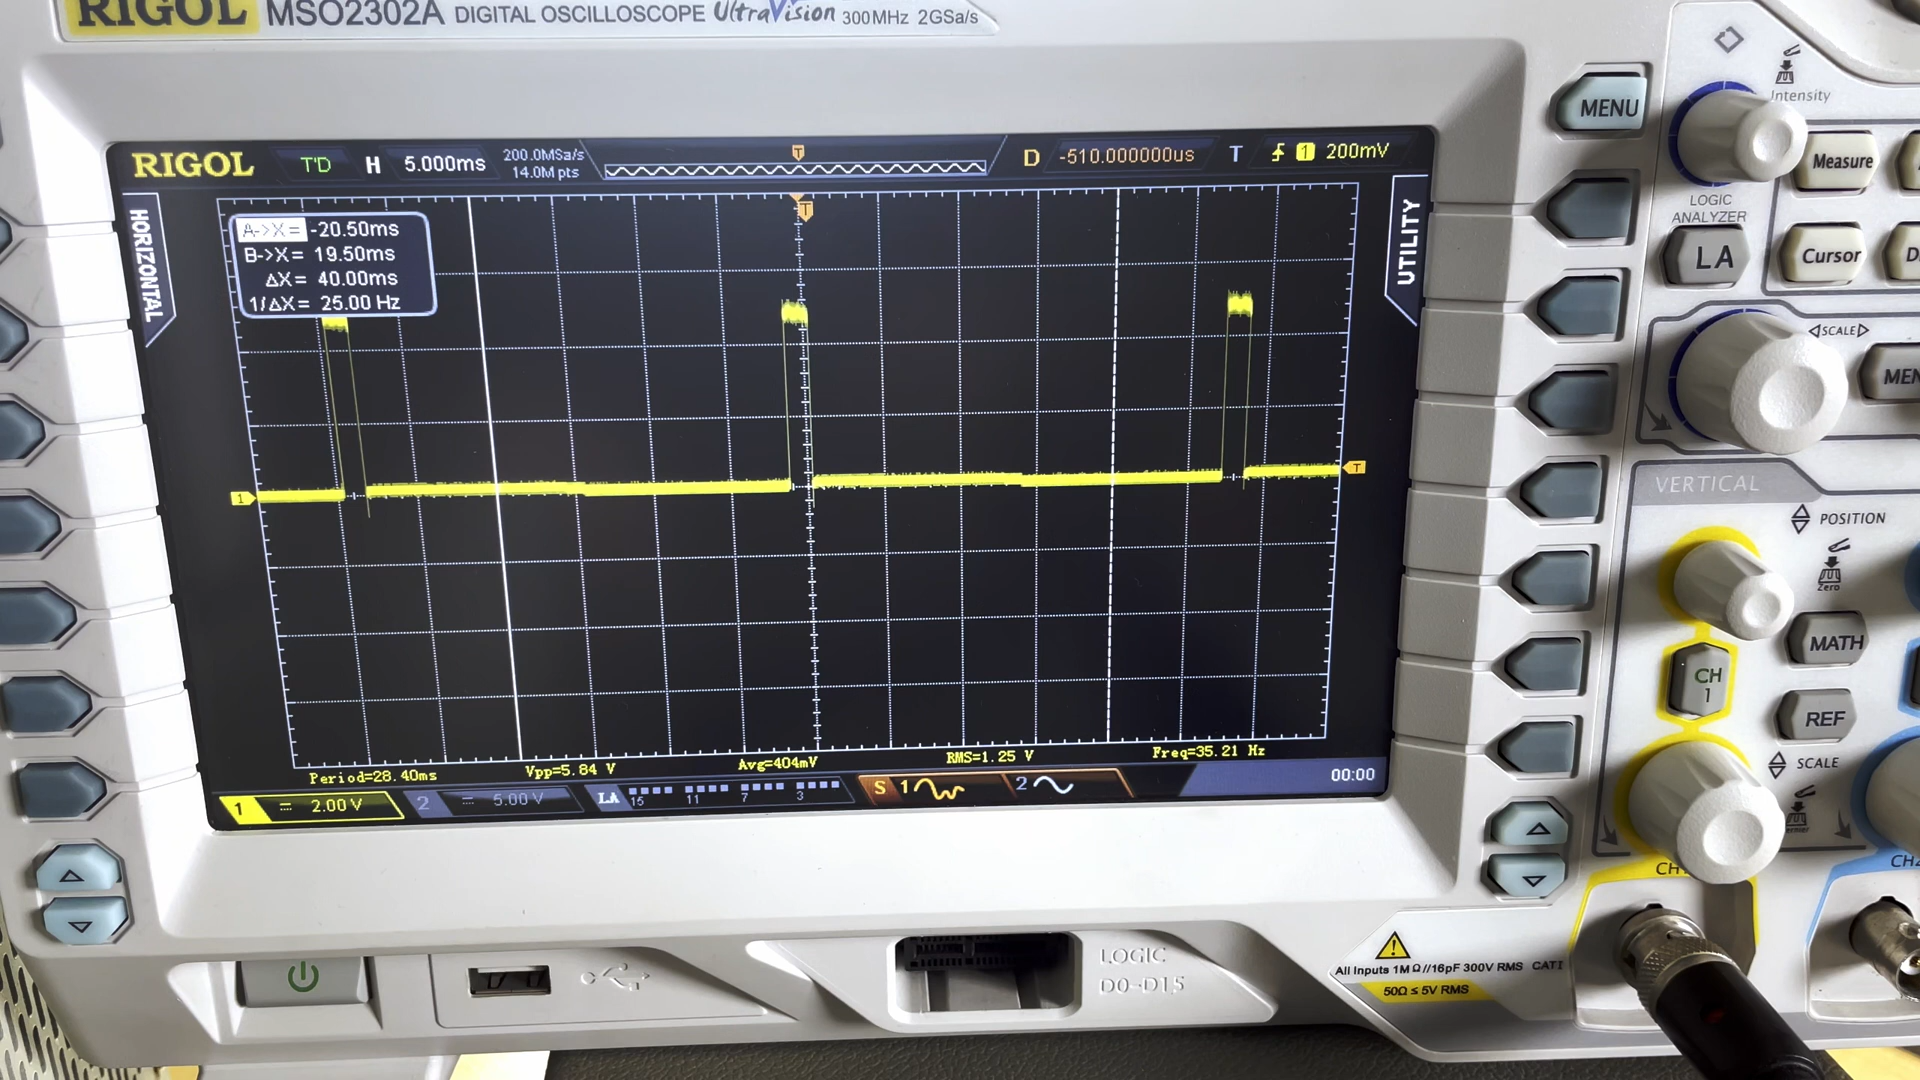 RIGOL MSO2302A DIGITAL OSCILLOSCOPE UltraVision 300MHz 2GSa/s
RIGOL T'D H 5.000ms 200.0MSa/s 14.0M pts D -510.000000us T 1 200mV
HORIZONTAL
A->X= -20.50ms
B->X= 19.50ms
ΔX= 40.00ms
1/ΔX= 25.00 Hz
T
T
UTILITY
1
T
Period=28.40ms Vpp=5.84 V Avg=404mV RMS=1.25 V Freq=35.21 Hz
1 = 2.00 V 2 = 5.00 V LA 15 11 7 3 S 1 2 00:00
MENU
Intensity
Measure
LOGIC
ANALYZER
LA
Cursor
SCALE
VERTICAL
POSITION
Zero
MATH
CH
1
REF
SCALE
LOGIC
D0-D15
All Inputs 1MΩ//16pF 300V RMS CATI
50Ω ≤ 5V RMS